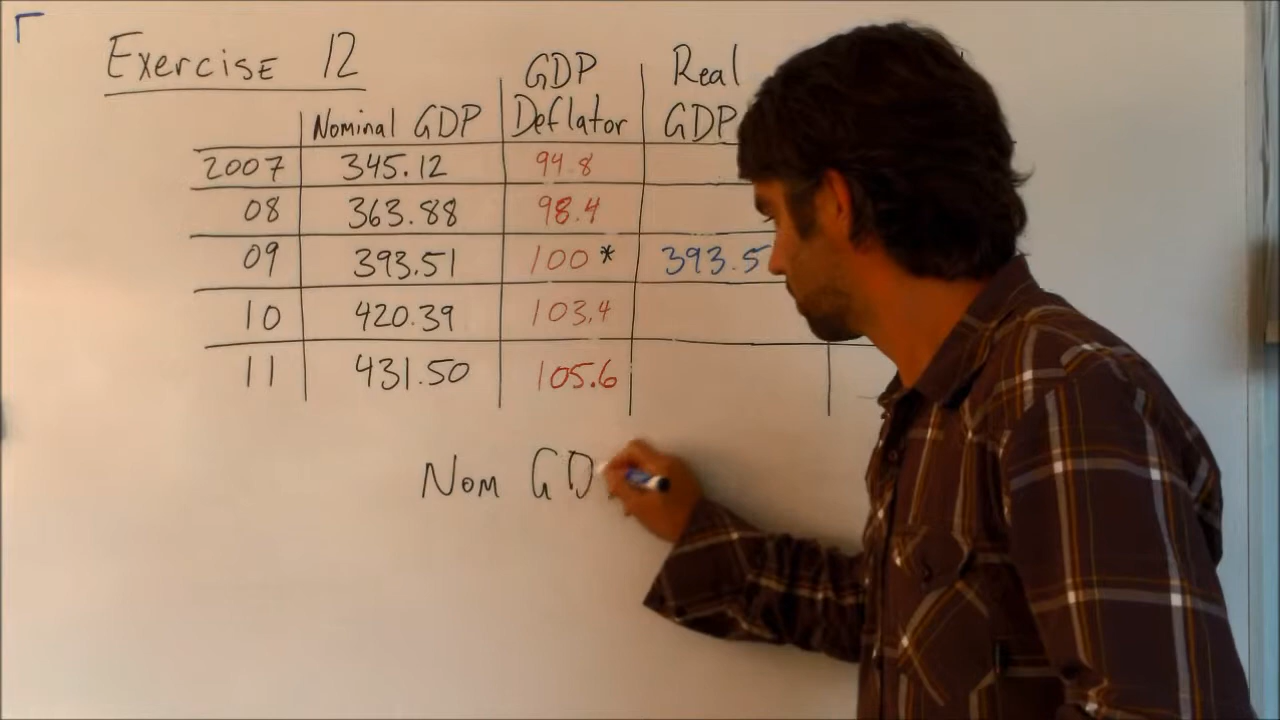 Exercise 12
GDP Real
Nominal GDP Deflator GDP
2007 345.12 94.8
08 363.88 98.4
09 393.51 100 * 393.5
10 420.39 103.4
11 431.50 105.6
Nom GD